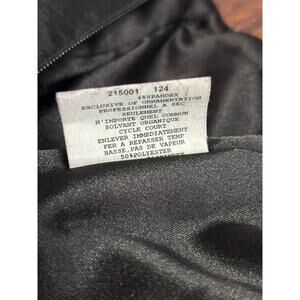 215001 124
4%SPANDEX
EXCLUSIVE OF ORNAMENTATION
PROFESSIONNEL A SEC
SEULEMENT
N'IMPORTE QUEL COMMUN
SOLVANT ORGANIQUE
CYCLE COURT
ENLEVER IMMEDIATEMENT
FER A REPASSER TEMP
BASSE,PAS DE VAPEUR
50%POLYESTER